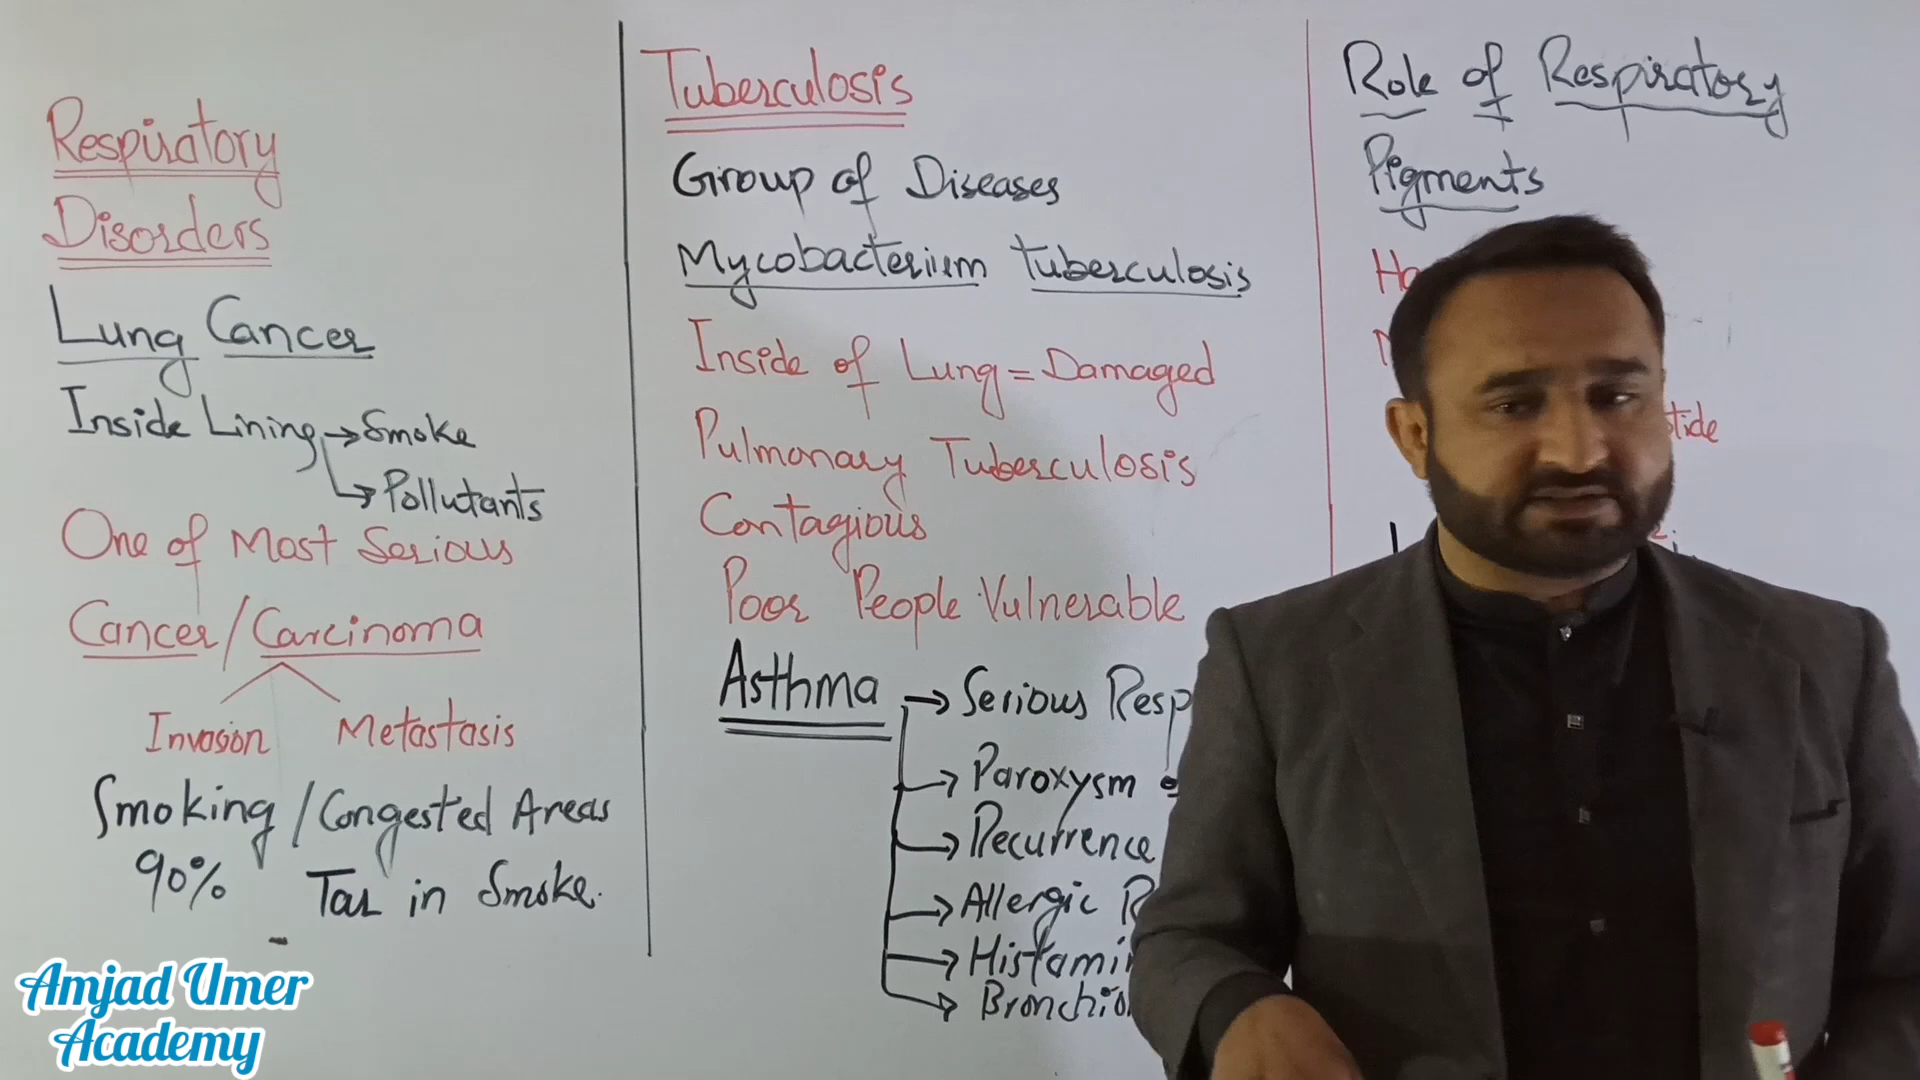 Respiratory
Disorders
Lung Cancer
Inside Lining → Smoke
→ Pollutants
One of Most Serious
Cancer/Carcinoma
Invasion Metastasis
Smoking/Congested Areas
90% Tar in Smoke.
Tuberculosis
Group of Diseases
Mycobacterium tuberculosis
Inside of Lung = Damaged
Pulmonary Tuberculosis
Contagious
Poor People Vulnerable
Asthma → Serious Resp
→ Paroxysm
→ Recurrence
→ Allergic R
→ Histami
→ Bronchio
Role of Respiratory
Pigments
tide
Amjad Umer
Academy